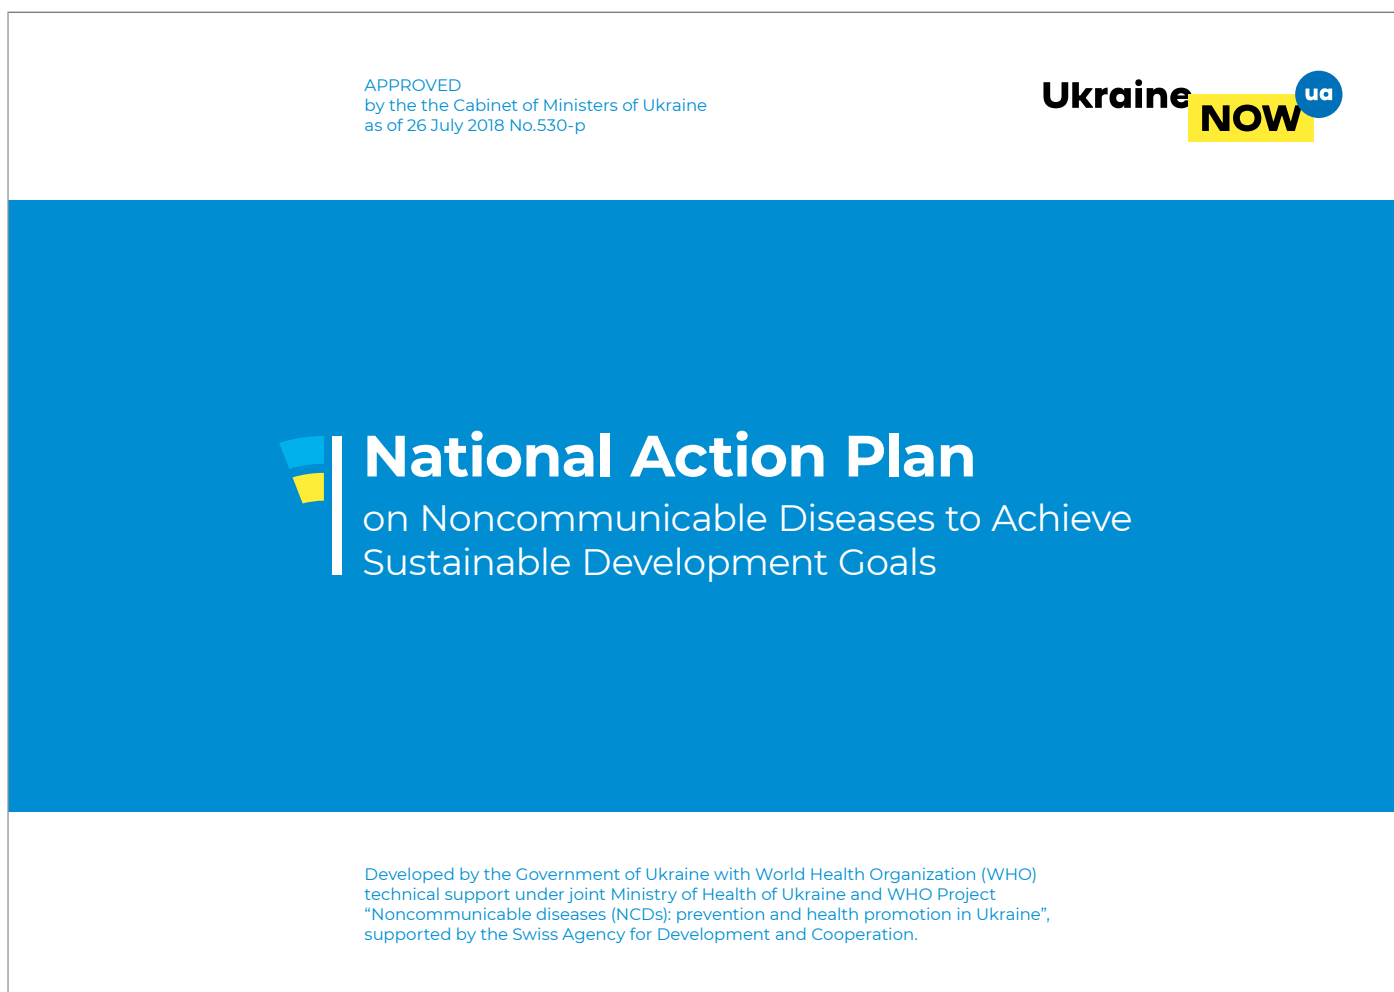 APPROVED
by the the Cabinet of Ministers of Ukraine
as of 26 July 2018 No.530-p
Ukraine
NOW
ua
National Action Plan
on Noncommunicable Diseases to Achieve
Sustainable Development Goals
Developed by the Government of Ukraine with World Health Organization (WHO)
technical support under joint Ministry of Health of Ukraine and WHO Project
“Noncommunicable diseases (NCDs): prevention and health promotion in Ukraine”,
supported by the Swiss Agency for Development and Cooperation.